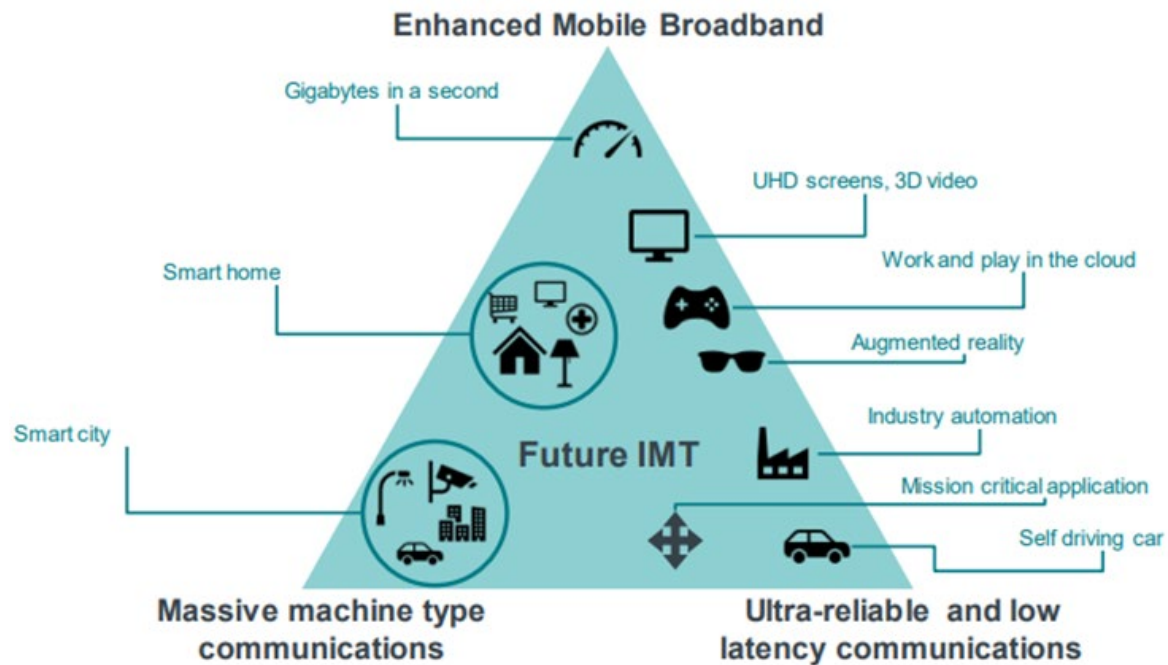 Enhanced Mobile Broadband
Gigabytes in a second
UHD screens, 3D video
Work and play in the cloud
Smart home
Augmented reality
Industry automation
Smart city
Future IMT
Mission critical application
Self driving car
Massive machine type
communications
Ultra-reliable and low
latency communications